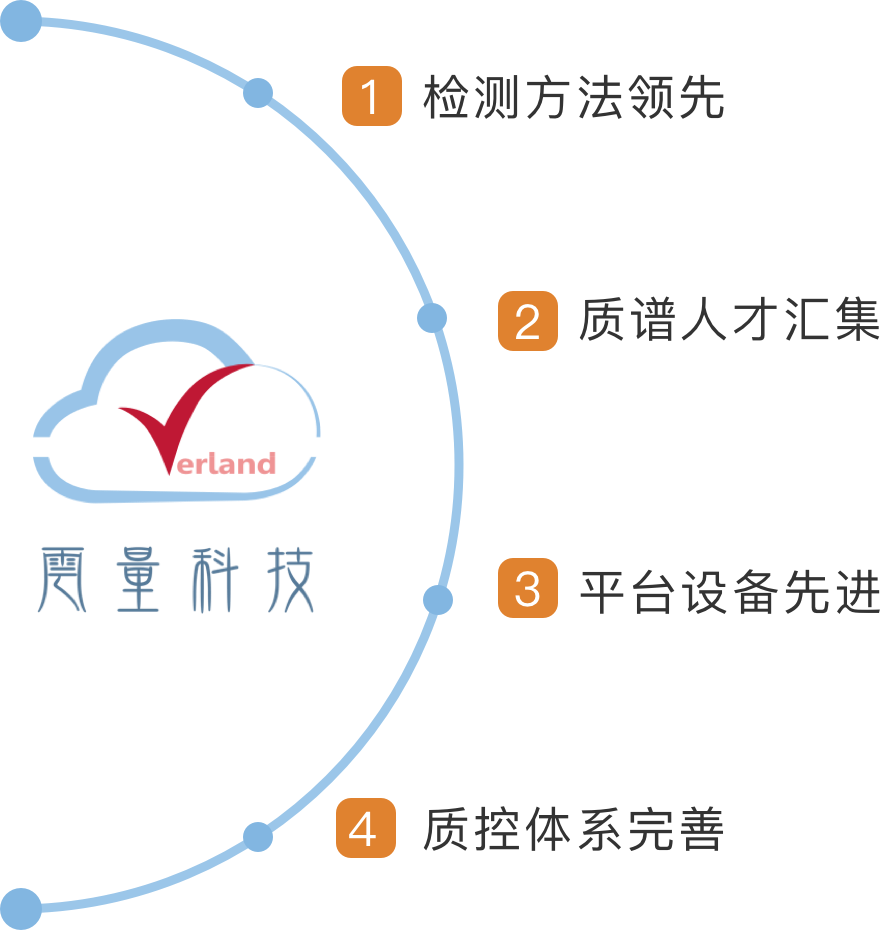 1 检测方法领先
2 质谱人才汇集
Verland
量科技
3 平台设备先进
4 质控体系完善